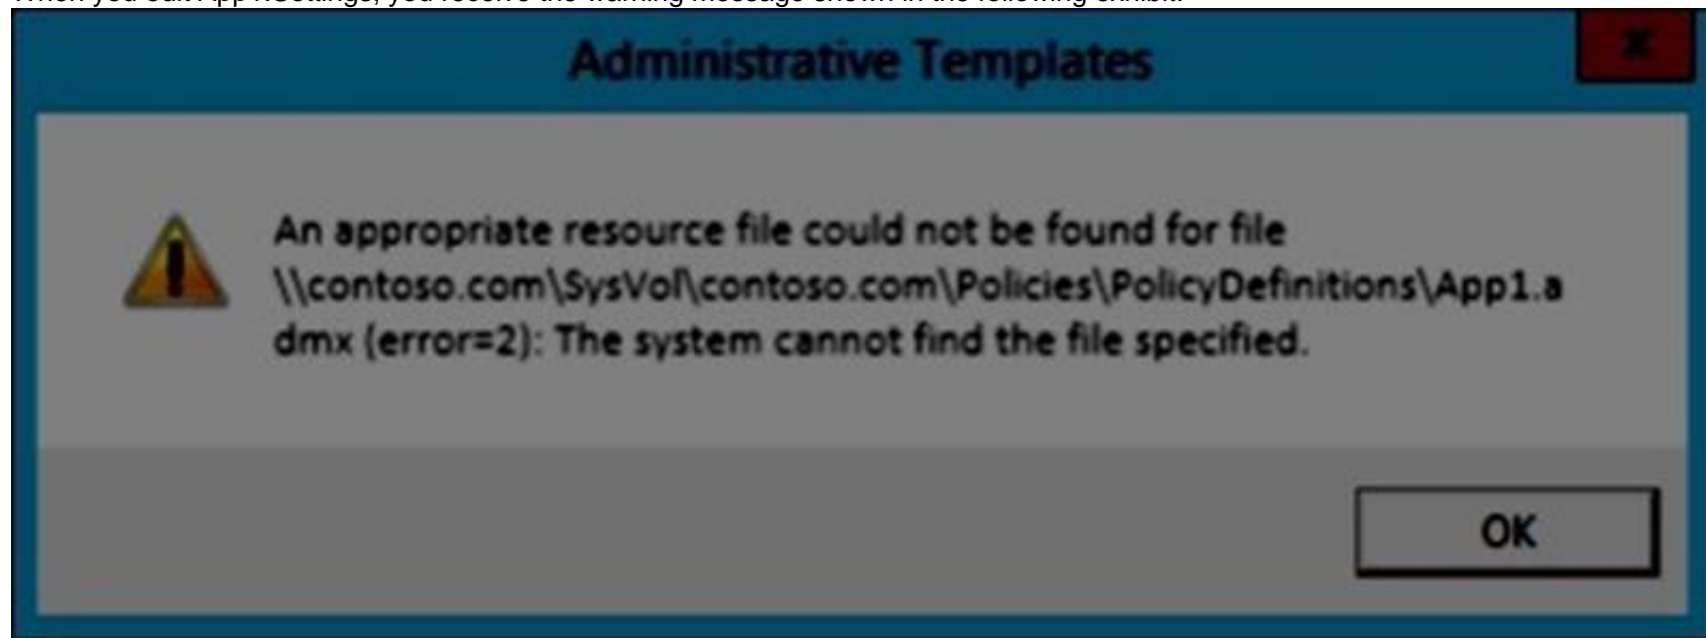 Administrative Templates
x
An appropriate resource file could not be found for file
\\contoso.com\SysVol\contoso.com\Policies\PolicyDefinitions\App1.a
dmx (error=2): The system cannot find the file specified.
OK